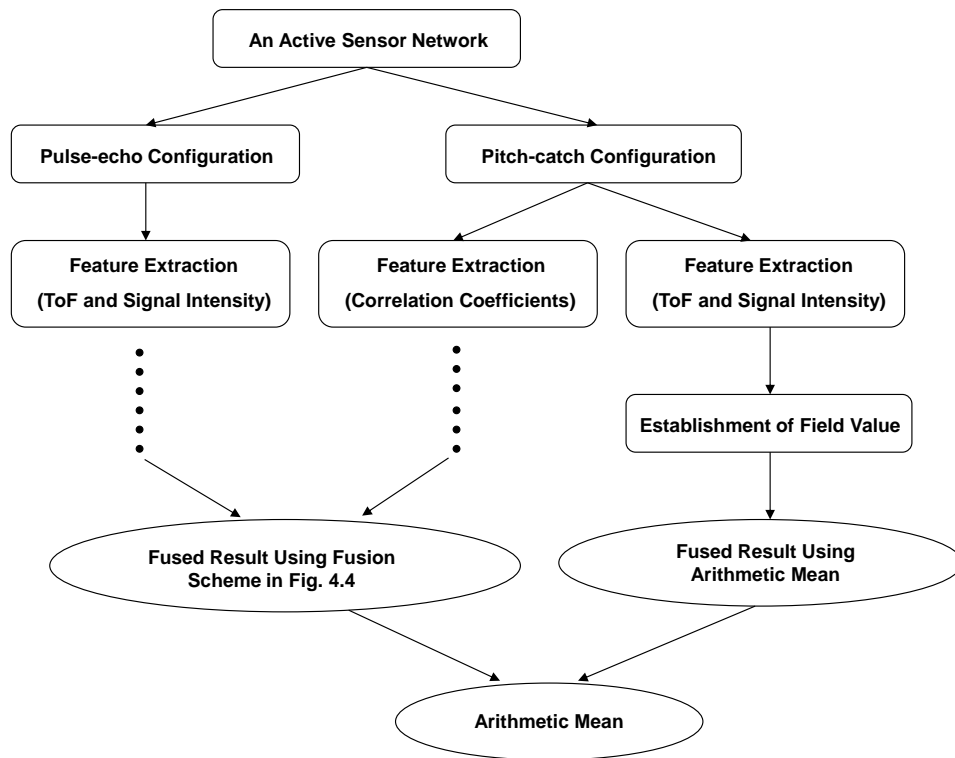 An Active Sensor Network
Pulse-echo Configuration
Pitch-catch Configuration
Feature Extraction
(ToF and Signal Intensity)
Feature Extraction
(Correlation Coefficients)
Feature Extraction
(ToF and Signal Intensity)
Establishment of Field Value
Fused Result Using Fusion
Scheme in Fig. 4.4
Fused Result Using
Arithmetic Mean
Arithmetic Mean